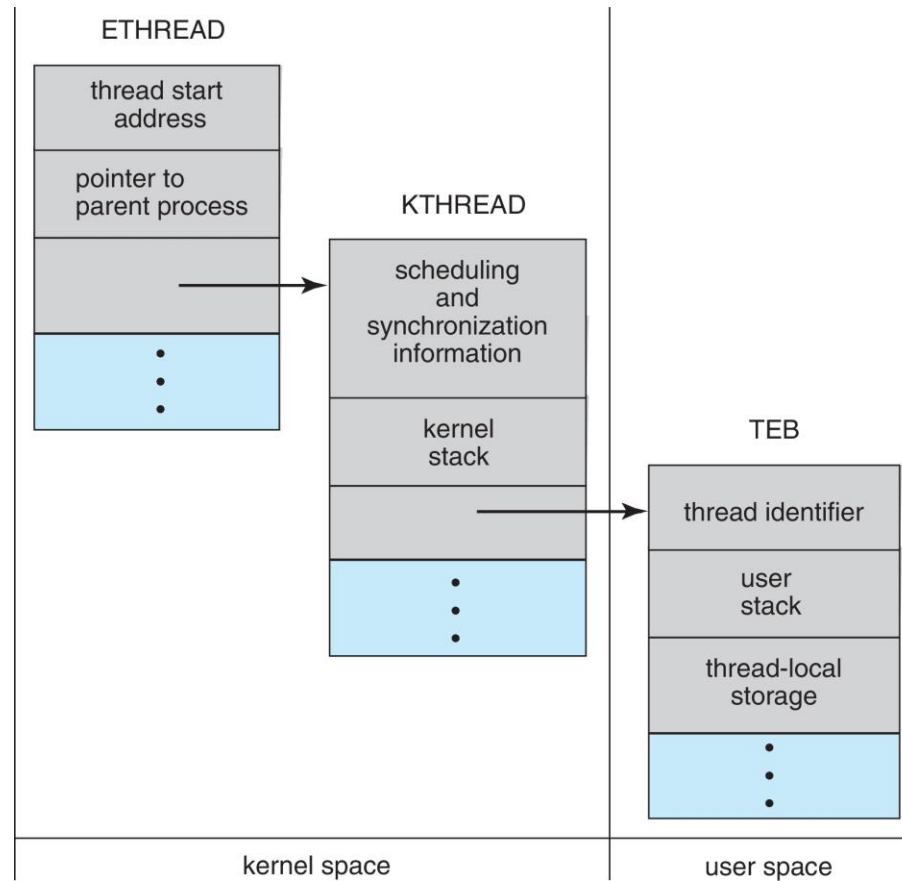 ETHREAD
thread start
address
pointer to
parent process
KTHREAD
scheduling
and
synchronization
information
kernel
stack
TEB
thread identifier
user
stack
thread-local
storage
kernel space
user space